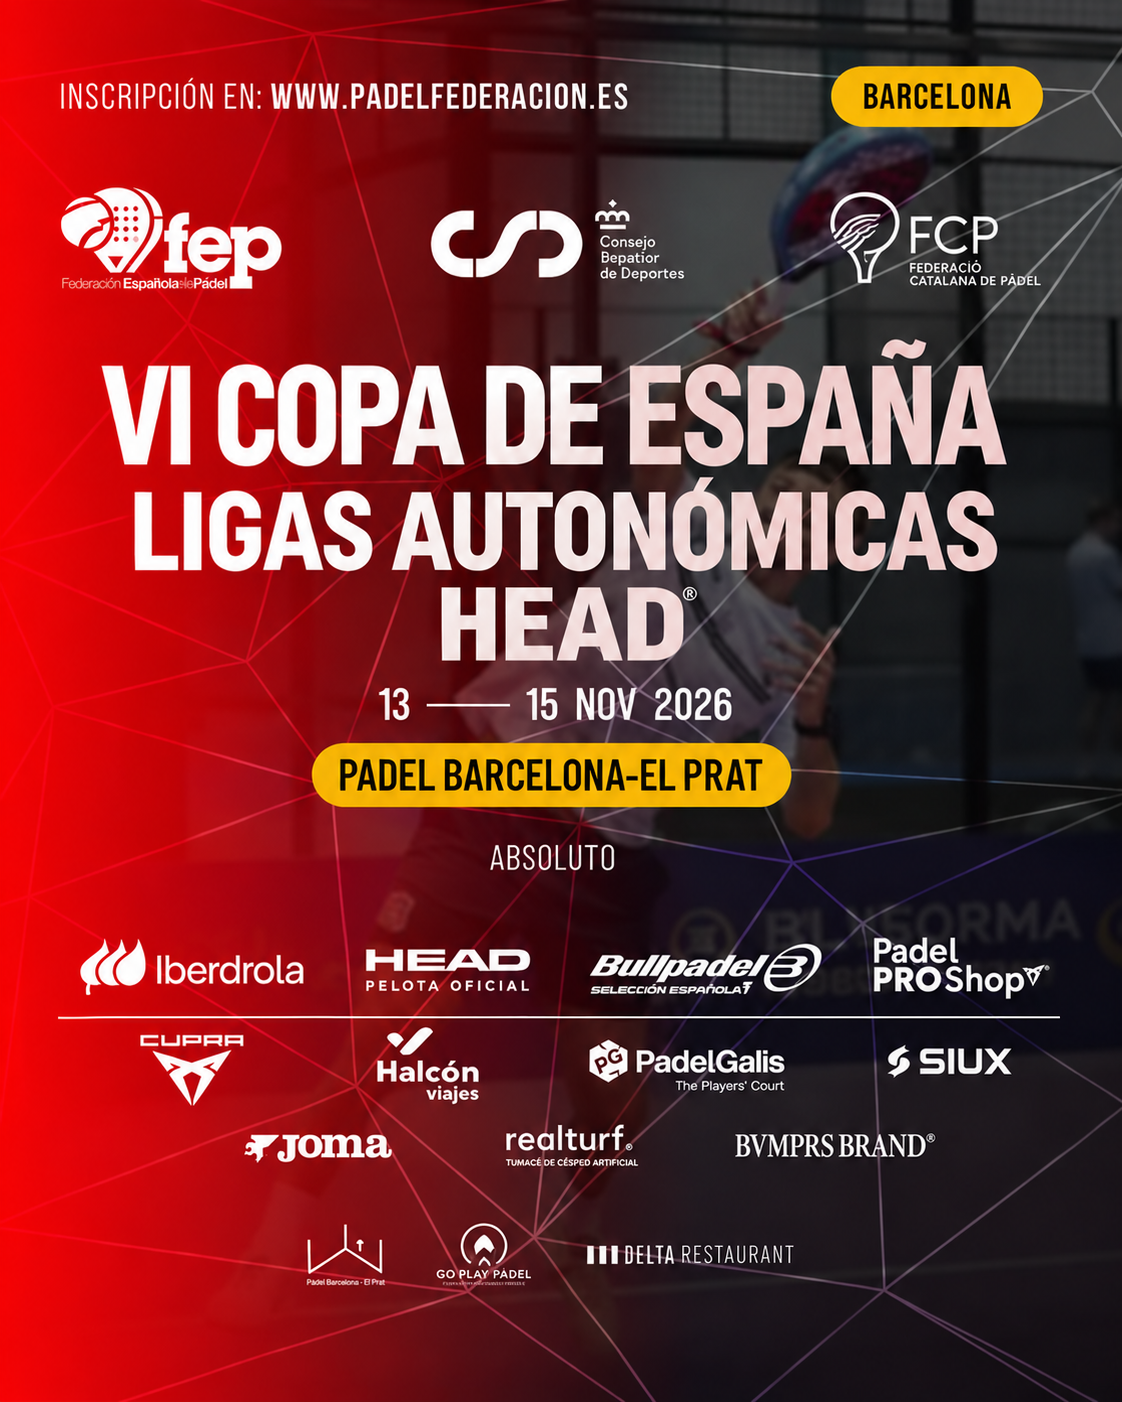 INSCRIPCIÓN EN: WWW.PADELFEDERACION.ES
BARCELONA
fep
Federación Española de Pádel
CSD
Consejo
Bepatior
de Deportes
FCP
FEDERACIÓ
CATALANA DE PÀDEL
VI COPA DE ESPAÑA
LIGAS AUTONÓMICAS
HEAD®
13 — 15 NOV 2026
PADEL BARCELONA-EL PRAT
ABSOLUTO
Iberdrola
HEAD
PELOTA OFICIAL
Bullpadel B
SELECCIÓN ESPAÑOLA
Padel
PROShop®
CUPRA
Halcón
viajes
PG PadelGalis
The Players' Court
SIUX
JOMA
realturf®
TUMACÉ DE CÉSPED ARTIFICIAL
BVMPRS BRAND®
Pádel Barcelona - El Prat
GO PLAY PÁDEL
DELTA RESTAURANT